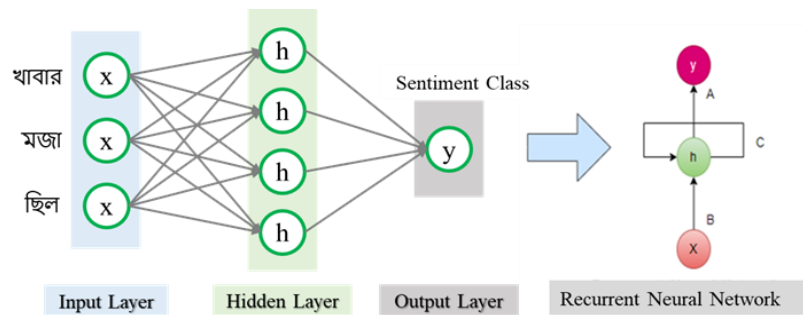 খাবার
মজা
ছিল
x
x
x
h
h
h
h
Sentiment Class
y
y
A
h
C
B
X
Input Layer
Hidden Layer
Output Layer
Recurrent Neural Network